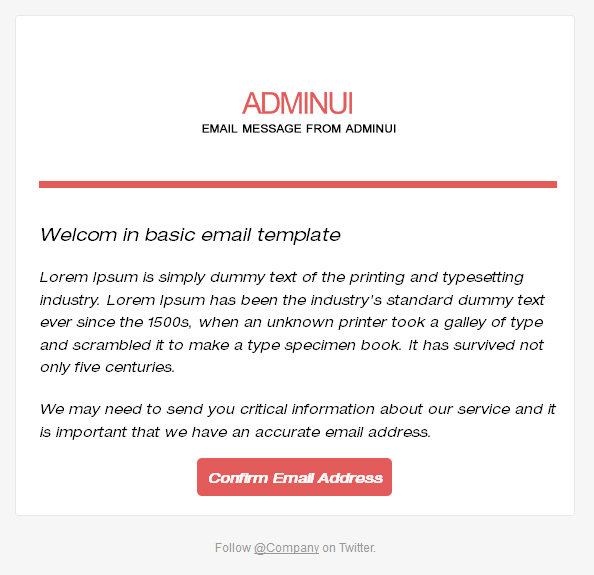 ADMINUI
EMAIL MESSAGE FROM ADMINUI
Welcom in basic email template
Lorem Ipsum is simply dummy text of the printing and typesetting
industry. Lorem Ipsum has been the industry's standard dummy text
ever since the 1500s, when an unknown printer took a galley of type
and scrambled it to make a type specimen book. It has survived not
only five centuries.
We may need to send you critical information about our service and it
is important that we have an accurate email address.
Confirm Email Address
Follow @Company on Twitter.